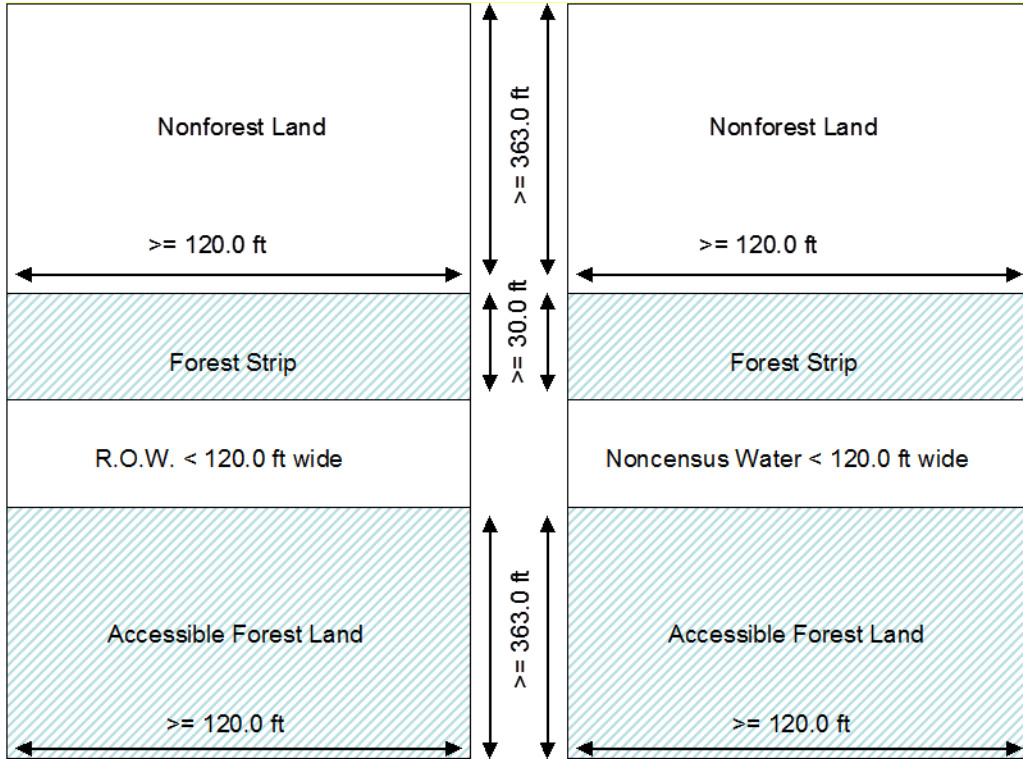 Nonforest Land
>= 120.0 ft
Forest Strip
R.O.W. < 120.0 ft wide
Accessible Forest Land
>= 120.0 ft
>= 363.0 ft
>= 30.0 ft
>= 363.0 ft
Nonforest Land
>= 120.0 ft
Forest Strip
Noncensus Water < 120.0 ft wide
Accessible Forest Land
>= 120.0 ft